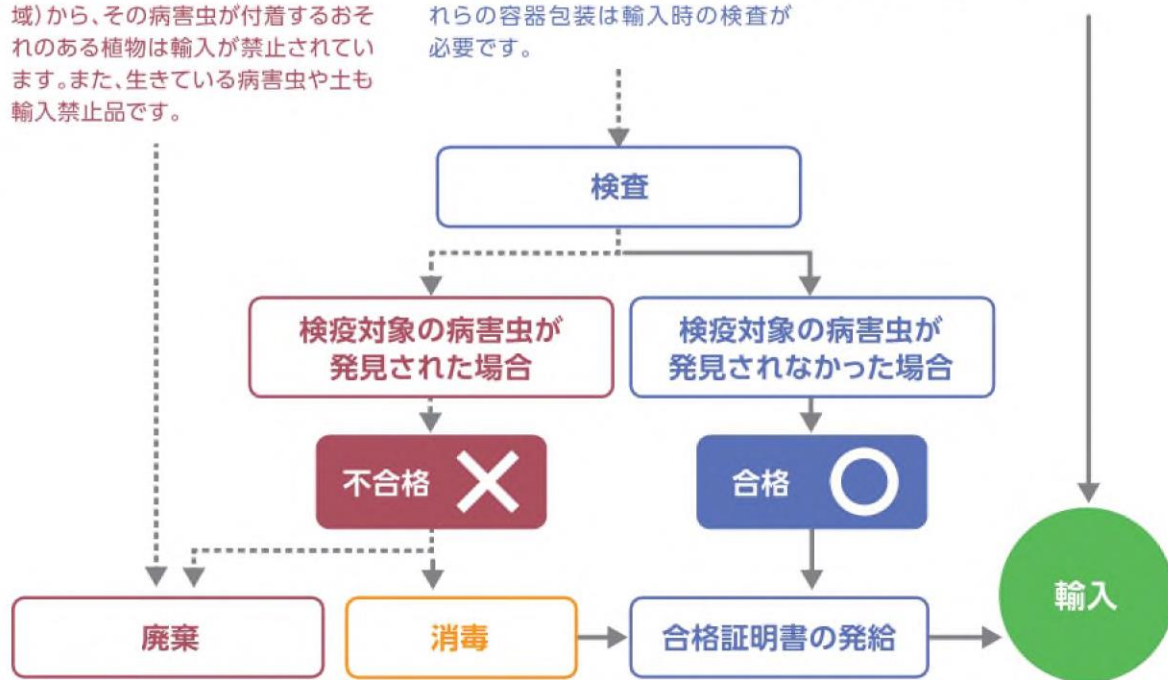 域)から、その病害虫が付着するおそ
れのある植物は輸入が禁止されてい
ます。また、生きている病害虫や土も
輸入禁止品です。
れらの容器包装は輸入時の検査が
必要です。
検査
検疫対象の病害虫が
発見された場合
検疫対象の病害虫が
発見されなかった場合
不合格
合格
廃棄
消毒
合格証明書の発給
輸入